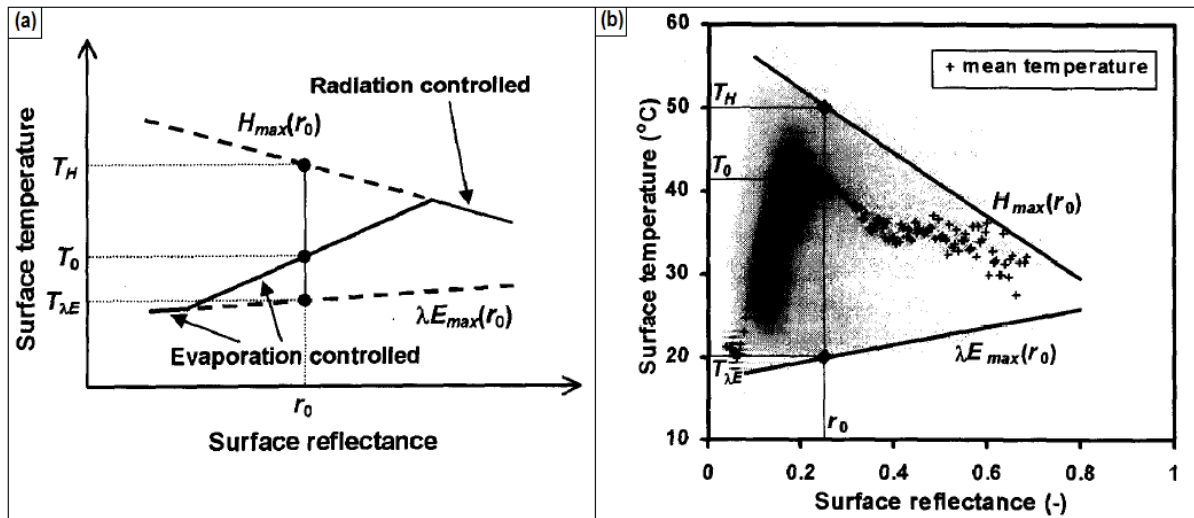 (a)
Surface temperature
T_H
T_0
T_λE
H_max(r_0)
Radiation controlled
λE_max(r_0)
Evaporation controlled
r_0
Surface reflectance
(b)
Surface temperature (°C)
60
50
40
30
20
10
T_H
T_0
T_λE
+ mean temperature
H_max(r_0)
λE_max(r_0)
r_0
0 0.2 0.4 0.6 0.8 1
Surface reflectance (-)